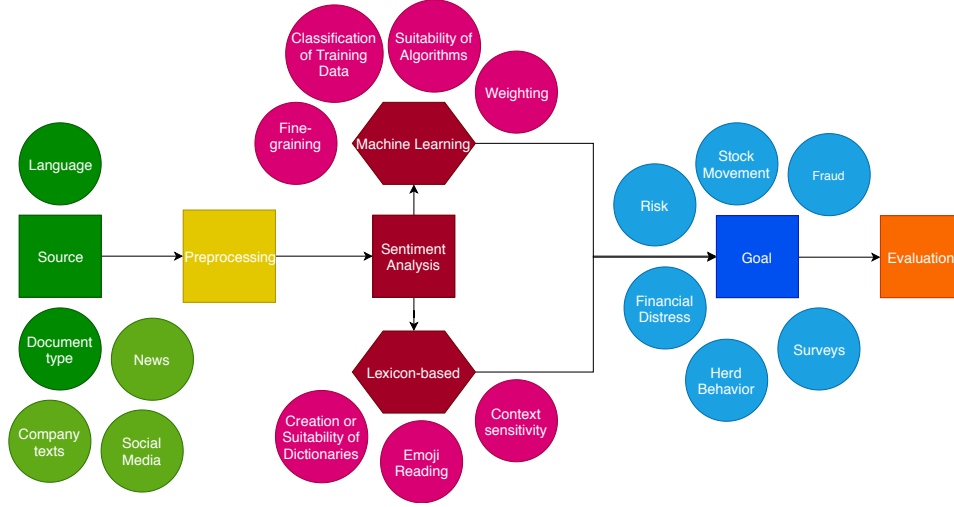 Classification
of Training
Data
Suitability of
Algorithms
Weighting
Fine-
graining
Machine Learning
Language
Stock
Movement
Fraud
Risk
Source
Preprocessing
Sentiment
Analysis
Goal
Evaluation
Financial
Distress
Document
type
News
Lexicon-based
Surveys
Herd
Behavior
Company
texts
Social
Media
Creation or
Suitability of
Dictionaries
Emoji
Reading
Context
sensitivity